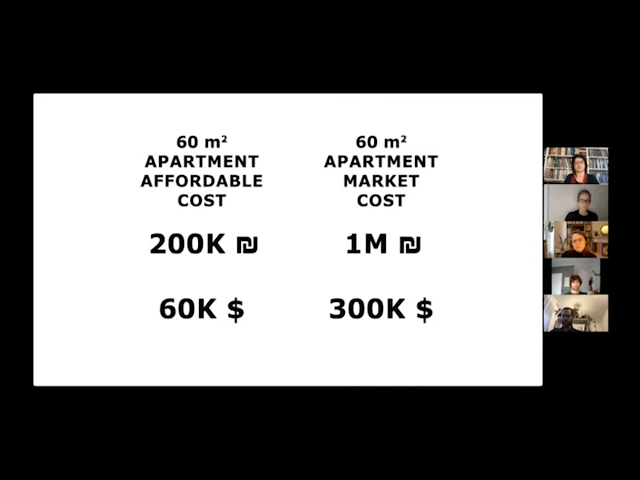 60 m²
APARTMENT
AFFORDABLE
COST
200K ₪
60K $
60 m²
APARTMENT
MARKET
COST
1M ₪
300K $